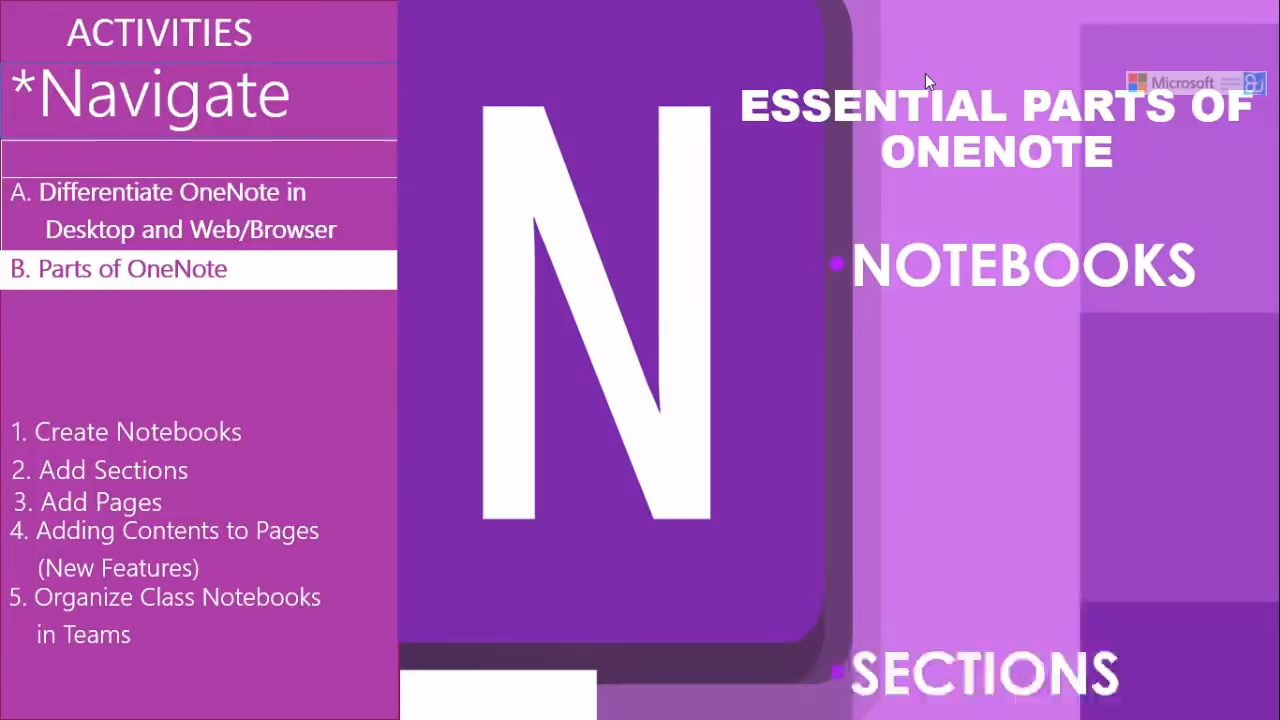 ACTIVITIES
*Navigate
A. Differentiate OneNote in
Desktop and Web/Browser
B. Parts of OneNote
1. Create Notebooks
2. Add Sections
3. Add Pages
4. Adding Contents to Pages
(New Features)
5. Organize Class Notebooks
in Teams
N
Microsoft
ESSENTIAL PARTS OF
ONENOTE
•NOTEBOOKS
•SECTIONS